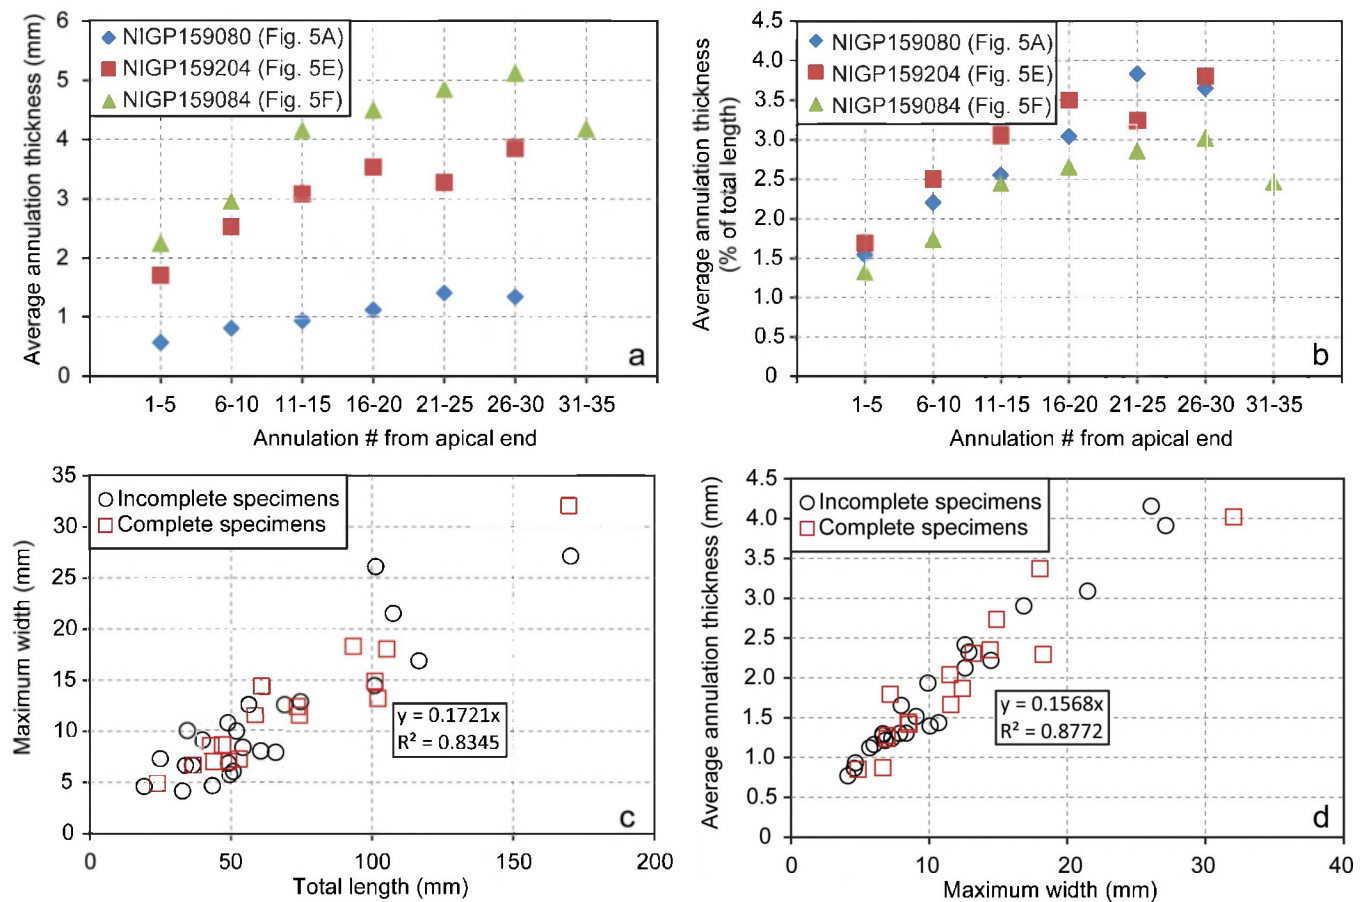 6
5
4
3
2
1
0
Average annulation thickness (mm)
NIGP159080 (Fig. 5A)
NIGP159204 (Fig. 5E)
NIGP159084 (Fig. 5F)
a
1-5 6-10 11-15 16-20 21-25 26-30 31-35
Annulation # from apical end
4.5
4.0
3.5
3.0
2.5
2.0
1.5
1.0
0.5
0
Average annulation thickness
(% of total length)
NIGP159080 (Fig. 5A)
NIGP159204 (Fig. 5E)
NIGP159084 (Fig. 5F)
b
1-5 6-10 11-15 16-20 21-25 26-30 31-35
Annulation # from apical end
35
30
25
20
15
10
5
0
Maximum width (mm)
Incomplete specimens
Complete specimens
y = 0.1721x
R² = 0.8345
c
0 50 100 150 200
Total length (mm)
4.5
4.0
3.5
3.0
2.5
2.0
1.5
1.0
0.5
0
Average annulation thickness (mm)
Incomplete specimens
Complete specimens
y = 0.1568x
R² = 0.8772
d
0 10 20 30 40
Maximum width (mm)